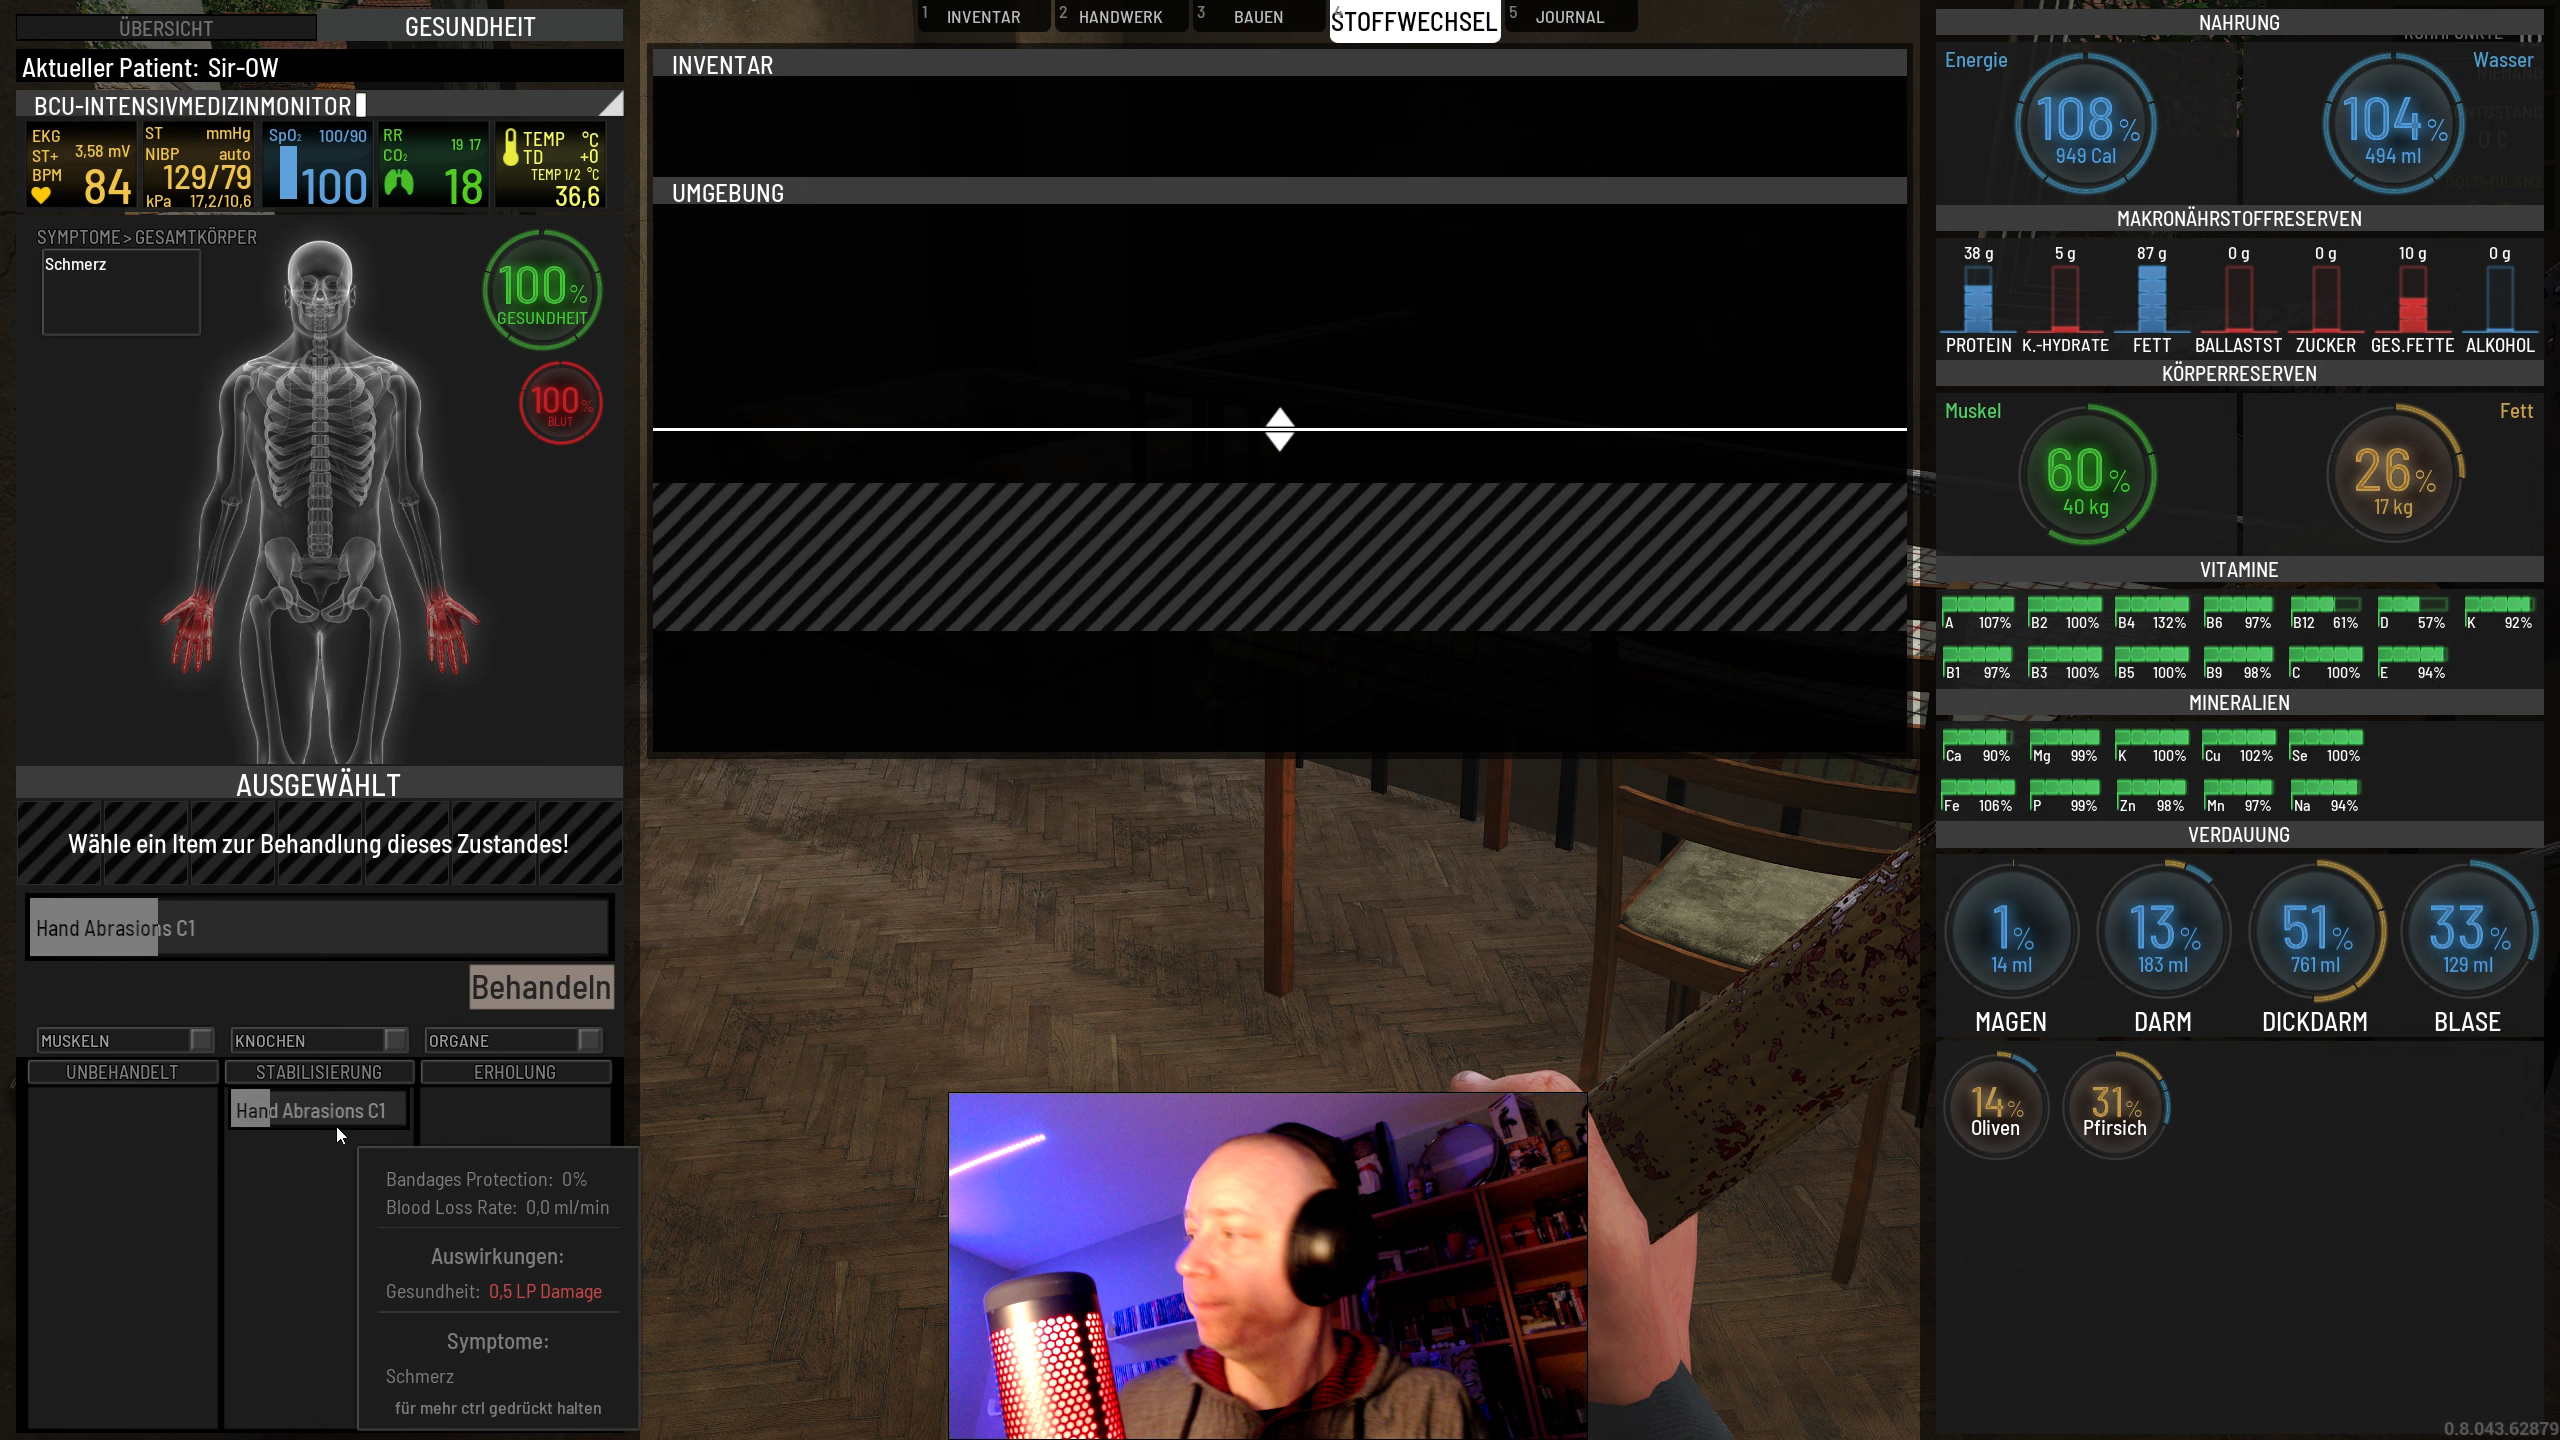 ÜBERSICHT
GESUNDHEIT
Aktueller Patient: Sir-OW
BCU-INTENSIVMEDIZINMONITOR
EKG
ST+ 3,58 mV
BPM 84
ST mmHg
NIBP auto
129/79
kPa 17,2/10,6
SpO₂ 100/90
100
RR 19 17
CO₂
18
TEMP °C
TD +0
TEMP 1/2 °C
36,6
SYMPTOME > GESAMTKÖRPER
Schmerz
100%
GESUNDHEIT
100%
BLUT
AUSGEWÄHLT
Wähle ein Item zur Behandlung dieses Zustandes!
Hand Abrasions C1
Behandeln
MUSKELN
KNOCHEN
ORGANE
UNBEHANDELT
STABILISIERUNG
ERHOLUNG
Hand Abrasions C1
Bandages Protection: 0%
Blood Loss Rate: 0,0 ml/min
Auswirkungen:
Gesundheit: 0,5 LP Damage
Symptome:
Schmerz
für mehr ctrl gedrückt halten
1 INVENTAR
2 HANDWERK
3 BAUEN
4 STOFFWECHSEL
5 JOURNAL
INVENTAR
UMGEBUNG
NAHRUNG
Energie
108%
949 Cal
Wasser
104%
494 ml
MAKRONÄHRSTOFFRESERVEN
38 g 5 g 87 g 0 g 0 g 10 g 0 g
PROTEIN K.-HYDRATE FETT BALLASTST ZUCKER GES.FETTE ALKOHOL
KÖRPERRESERVEN
Muskel
60%
40 kg
Fett
26%
17 kg
VITAMINE
A 107% B2 100% B4 132% B6 97% B12 61% D 57% K 92%
B1 97% B3 100% B5 100% B9 98% C 100% E 94%
MINERALIEN
Ca 90% Mg 99% K 100% Cu 102% Se 100%
Fe 106% P 99% Zn 98% Mn 97% Na 94%
VERDAUUNG
1% 13% 51% 33%
14 ml 183 ml 761 ml 129 ml
MAGEN DARM DICKDARM BLASE
14% 31%
Oliven Pfirsich
0.8.043.62879